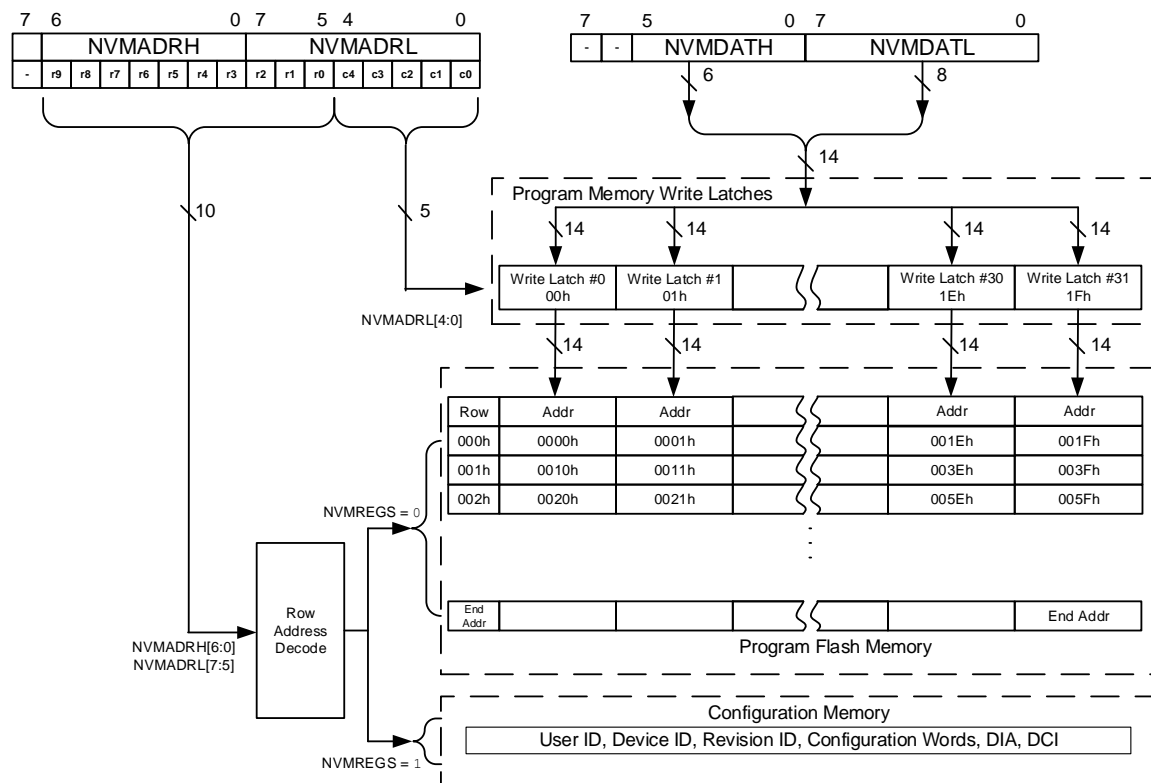 7 6 0 7 5 4 0
NVMADRH NVMADRL
- r9 r8 r7 r6 r5 r4 r3 r2 r1 r0 c4 c3 c2 c1 c0
7 5 0 7 0
- - NVMDATH NVMDATL
6 8
14
10 5
Program Memory Write Latches
14 14 14 14
Write Latch #0 Write Latch #1 Write Latch #30 Write Latch #31
00h 01h 1Eh 1Fh
NVMADRL[4:0]
14 14 14 14
Row Addr Addr Addr Addr
000h 0000h 0001h 001Eh 001Fh
001h 0010h 0011h 003Eh 003Fh
002h 0020h 0021h 005Eh 005Fh
NVMREGS = 0
End
Addr
End Addr
Program Flash Memory
Row
Address
Decode
NVMADRH[6:0]
NVMADRL[7:5]
Configuration Memory
User ID, Device ID, Revision ID, Configuration Words, DIA, DCI
NVMREGS = 1